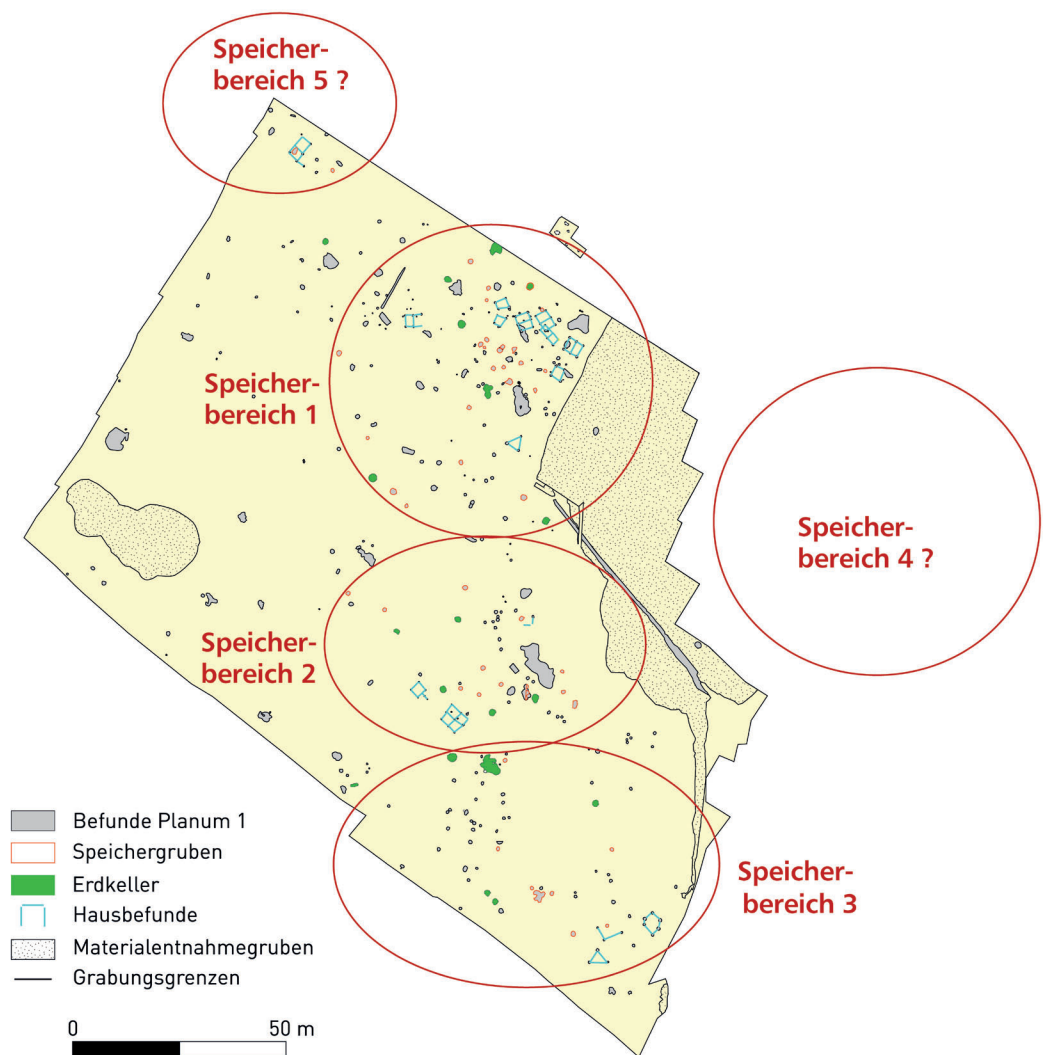 Speicher-
bereich 5 ?
Speicher-
bereich 1
Speicher-
bereich 4 ?
Speicher-
bereich 2
Speicher-
bereich 3
Befunde Planum 1
Speichergruben
Erdkeller
Hausbefunde
Materialentnahmegruben
Grabungsgrenzen
0 50 m